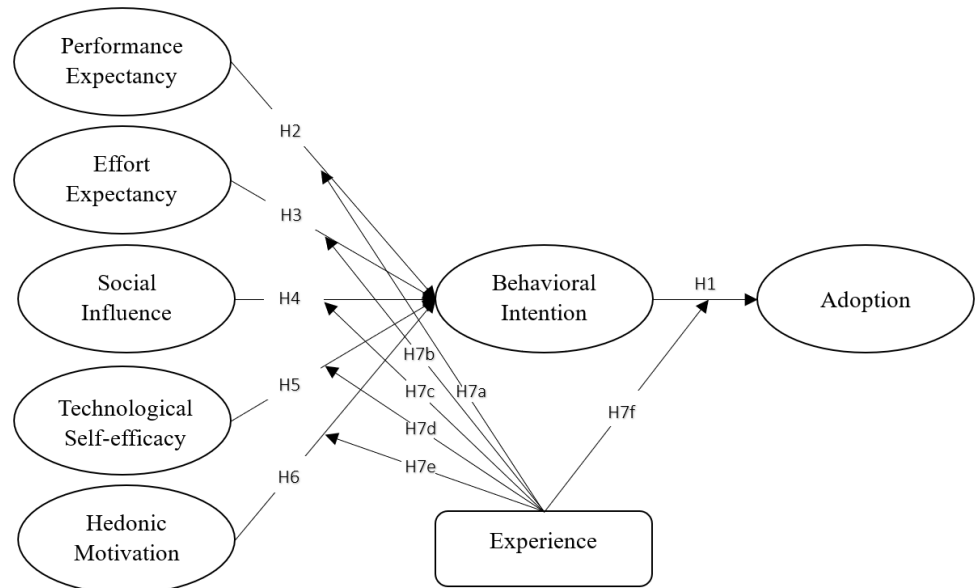 Performance
Expectancy
H2
Effort
Expectancy
H3
Social
Influence
H4
Behavioral
Intention
H1
Adoption
H7b
H7a
H7c
H7f
Technological
Self-efficacy
H5
H7d
H7e
H6
Hedonic
Motivation
Experience